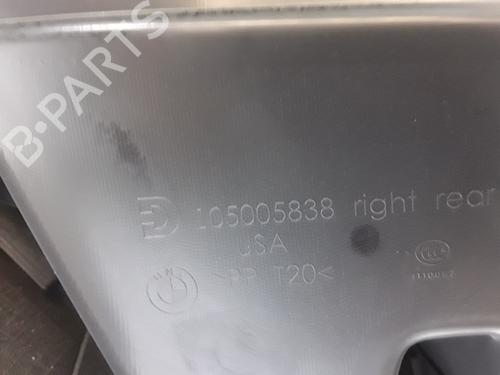 B-PARTS
105005838 right rear
USA
>PP T20<